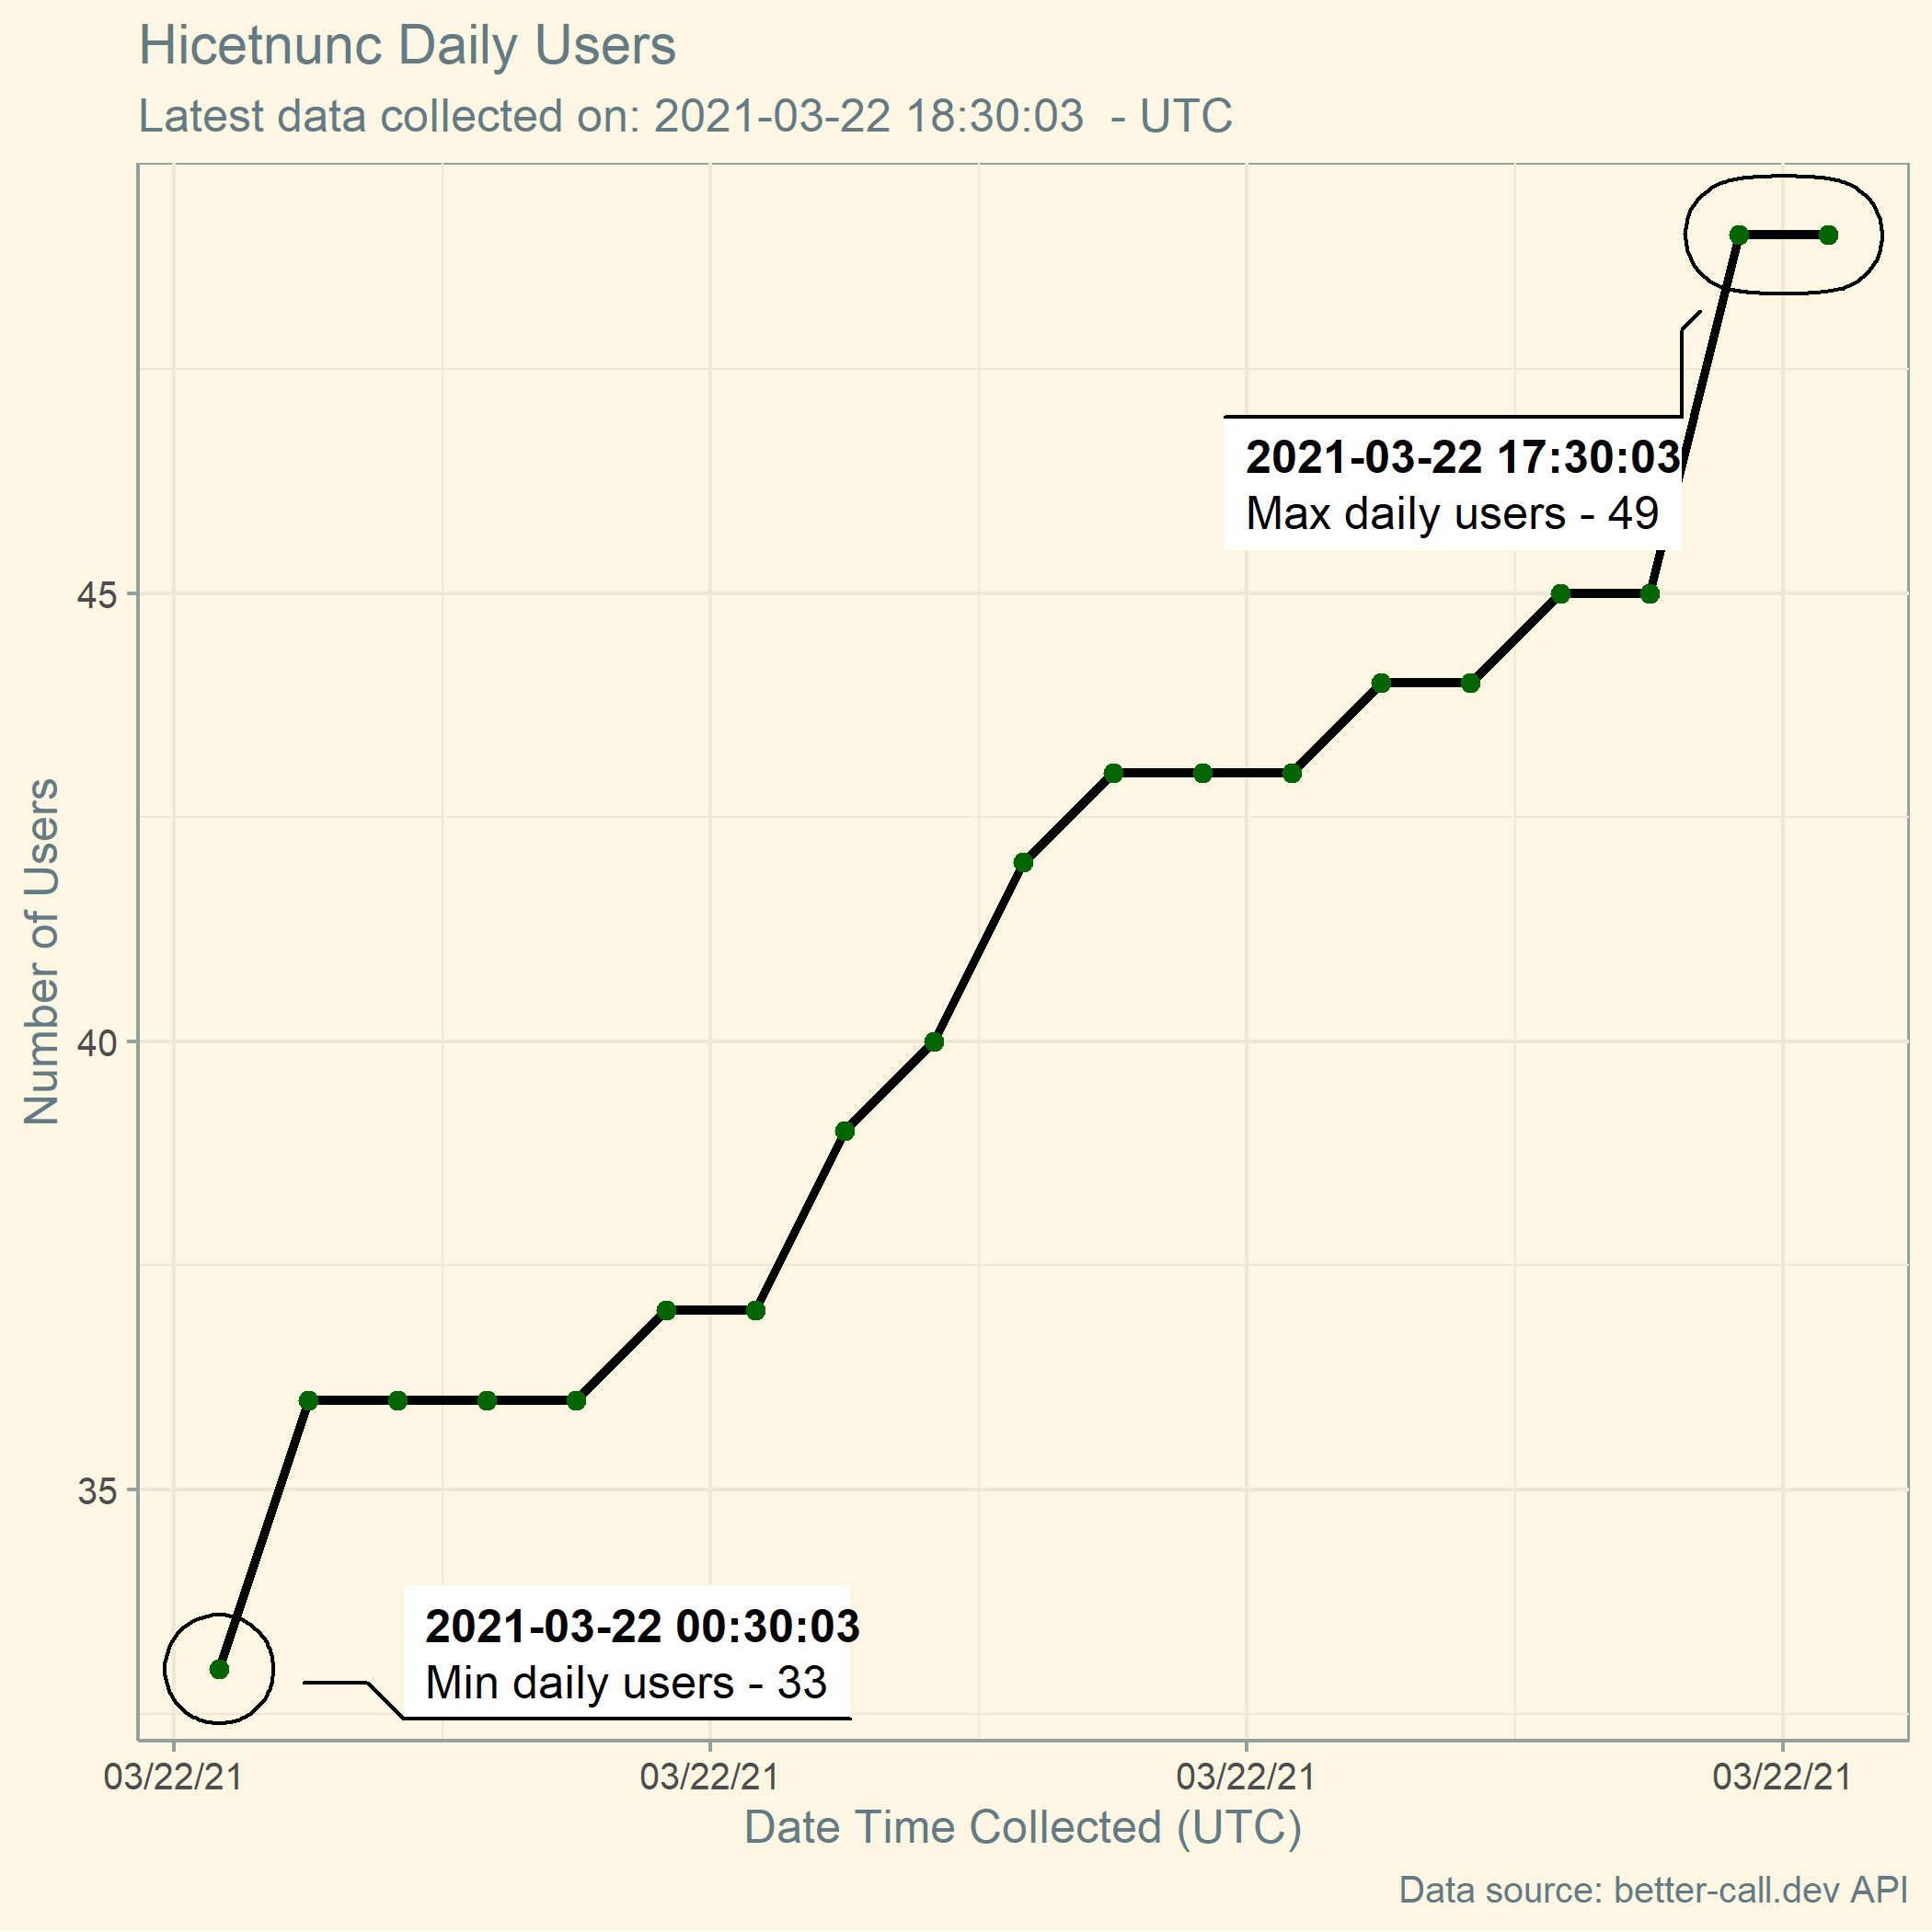 Hicetnunc Daily Users
Latest data collected on: 2021-03-22 18:30:03  - UTC
2021-03-22 17:30:03
Max daily users - 49
45
40
35
Number of Users
2021-03-22 00:30:03
Min daily users - 33
03/22/21
03/22/21
03/22/21
03/22/21
Date Time Collected (UTC)
Data source: better-call.dev API